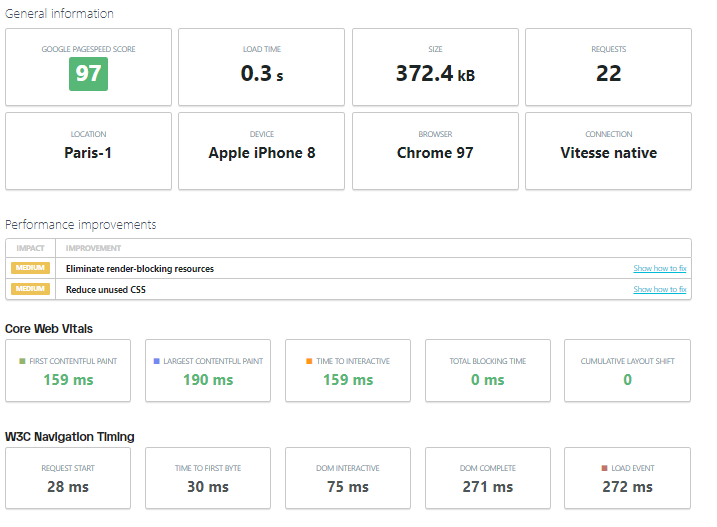 General information
GOOGLE PAGESPEED SCORE
97
LOAD TIME
0.3 s
SIZE
372.4 kB
REQUESTS
22
LOCATION
Paris-1
DEVICE
Apple iPhone 8
BROWSER
Chrome 97
CONNECTION
Vitesse native
Performance improvements
IMPACT IMPROVEMENT
MEDIUM Eliminate render-blocking resources Show how to fix
MEDIUM Reduce unused CSS Show how to fix
Core Web Vitals
FIRST CONTENTFUL PAINT
159 ms
LARGEST CONTENTFUL PAINT
190 ms
TIME TO INTERACTIVE
159 ms
TOTAL BLOCKING TIME
0 ms
CUMULATIVE LAYOUT SHIFT
0
W3C Navigation Timing
REQUEST START
28 ms
TIME TO FIRST BYTE
30 ms
DOM INTERACTIVE
75 ms
DOM COMPLETE
271 ms
LOAD EVENT
272 ms